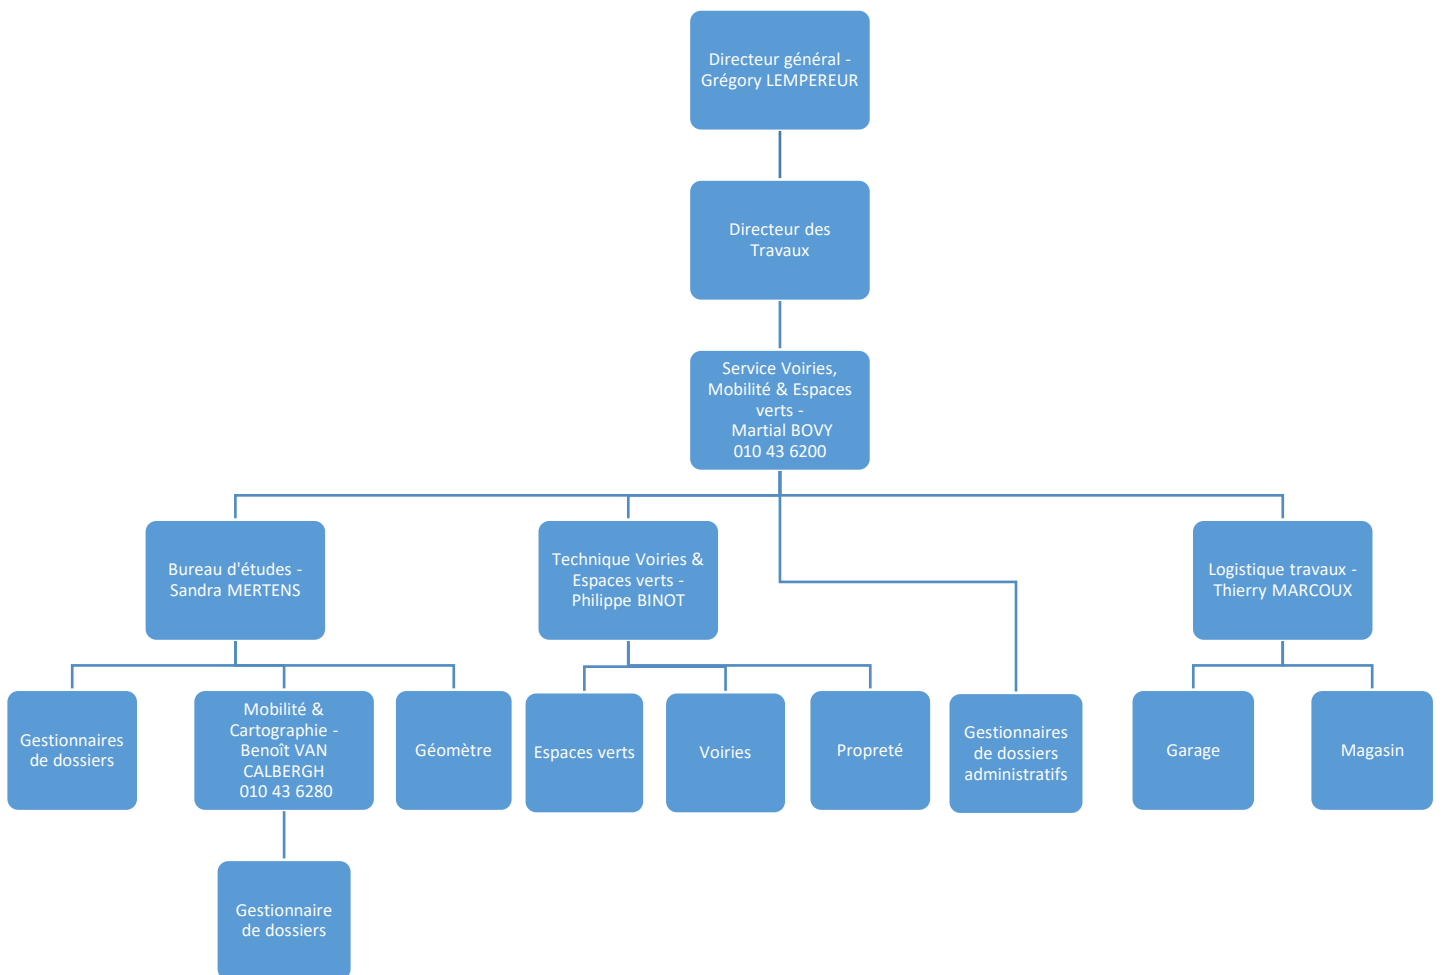 Directeur général -
Grégory LEMPEREUR
Directeur des
Travaux
Service Voiries,
Mobilité & Espaces
verts -
Martial BOVY
010 43 6200
Bureau d'études -
Sandra MERTENS
Technique Voiries &
Espaces verts -
Philippe BINOT
Logistique travaux -
Thierry MARCOUX
Gestionnaires
de dossiers
Mobilité &
Cartographie -
Benoît VAN
CALBERGH
010 43 6280
Géomètre
Espaces verts
Voiries
Propreté
Gestionnaires
de dossiers
administratifs
Garage
Magasin
Gestionnaire
de dossiers